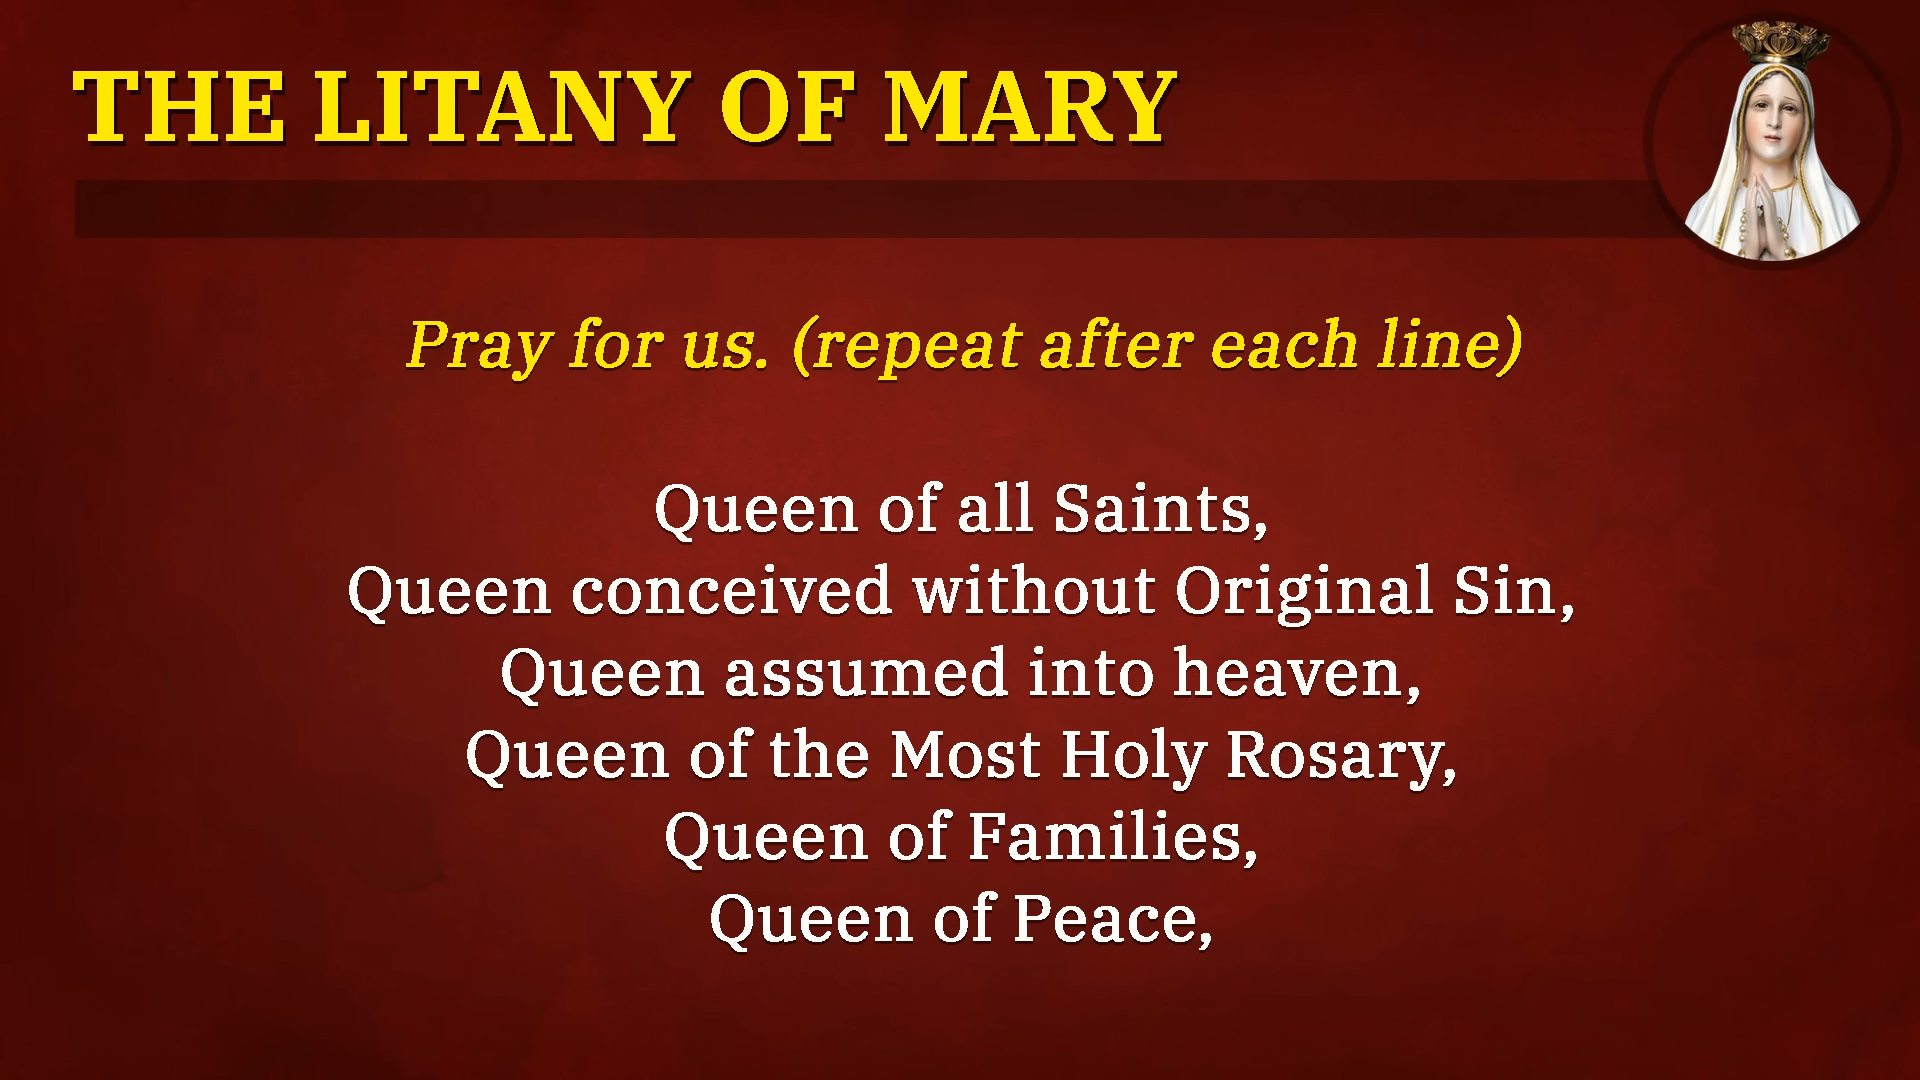 THE LITANY OF MARY
Pray for us. (repeat after each line)
Queen of all Saints,
Queen conceived without Original Sin,
Queen assumed into heaven,
Queen of the Most Holy Rosary,
Queen of Families,
Queen of Peace,